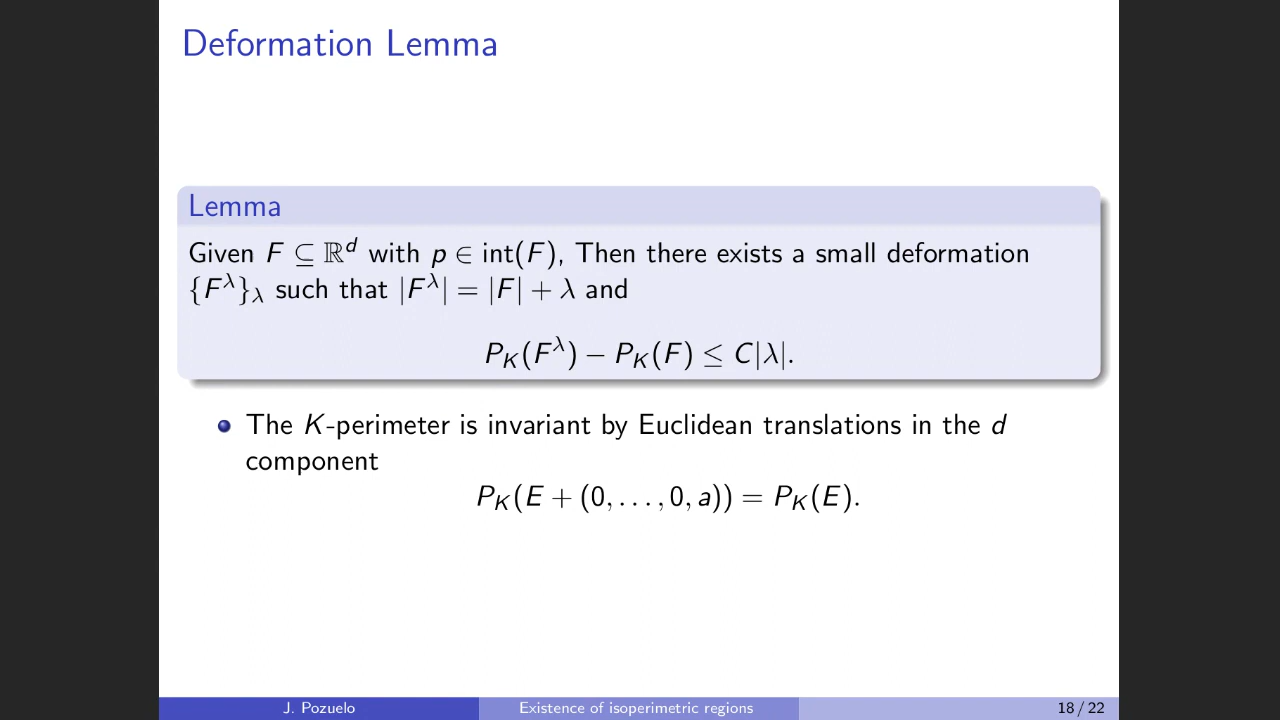 Deformation Lemma
Lemma
Given F ⊆ ℝ^d with p ∈ int(F), Then there exists a small deformation
{F^λ}_λ such that |F^λ| = |F| + λ and
P_K(F^λ) − P_K(F) ≤ C|λ|.
The K-perimeter is invariant by Euclidean translations in the d
component
P_K(E + (0, . . . , 0, a)) = P_K(E).
J. Pozuelo
Existence of isoperimetric regions
18 / 22